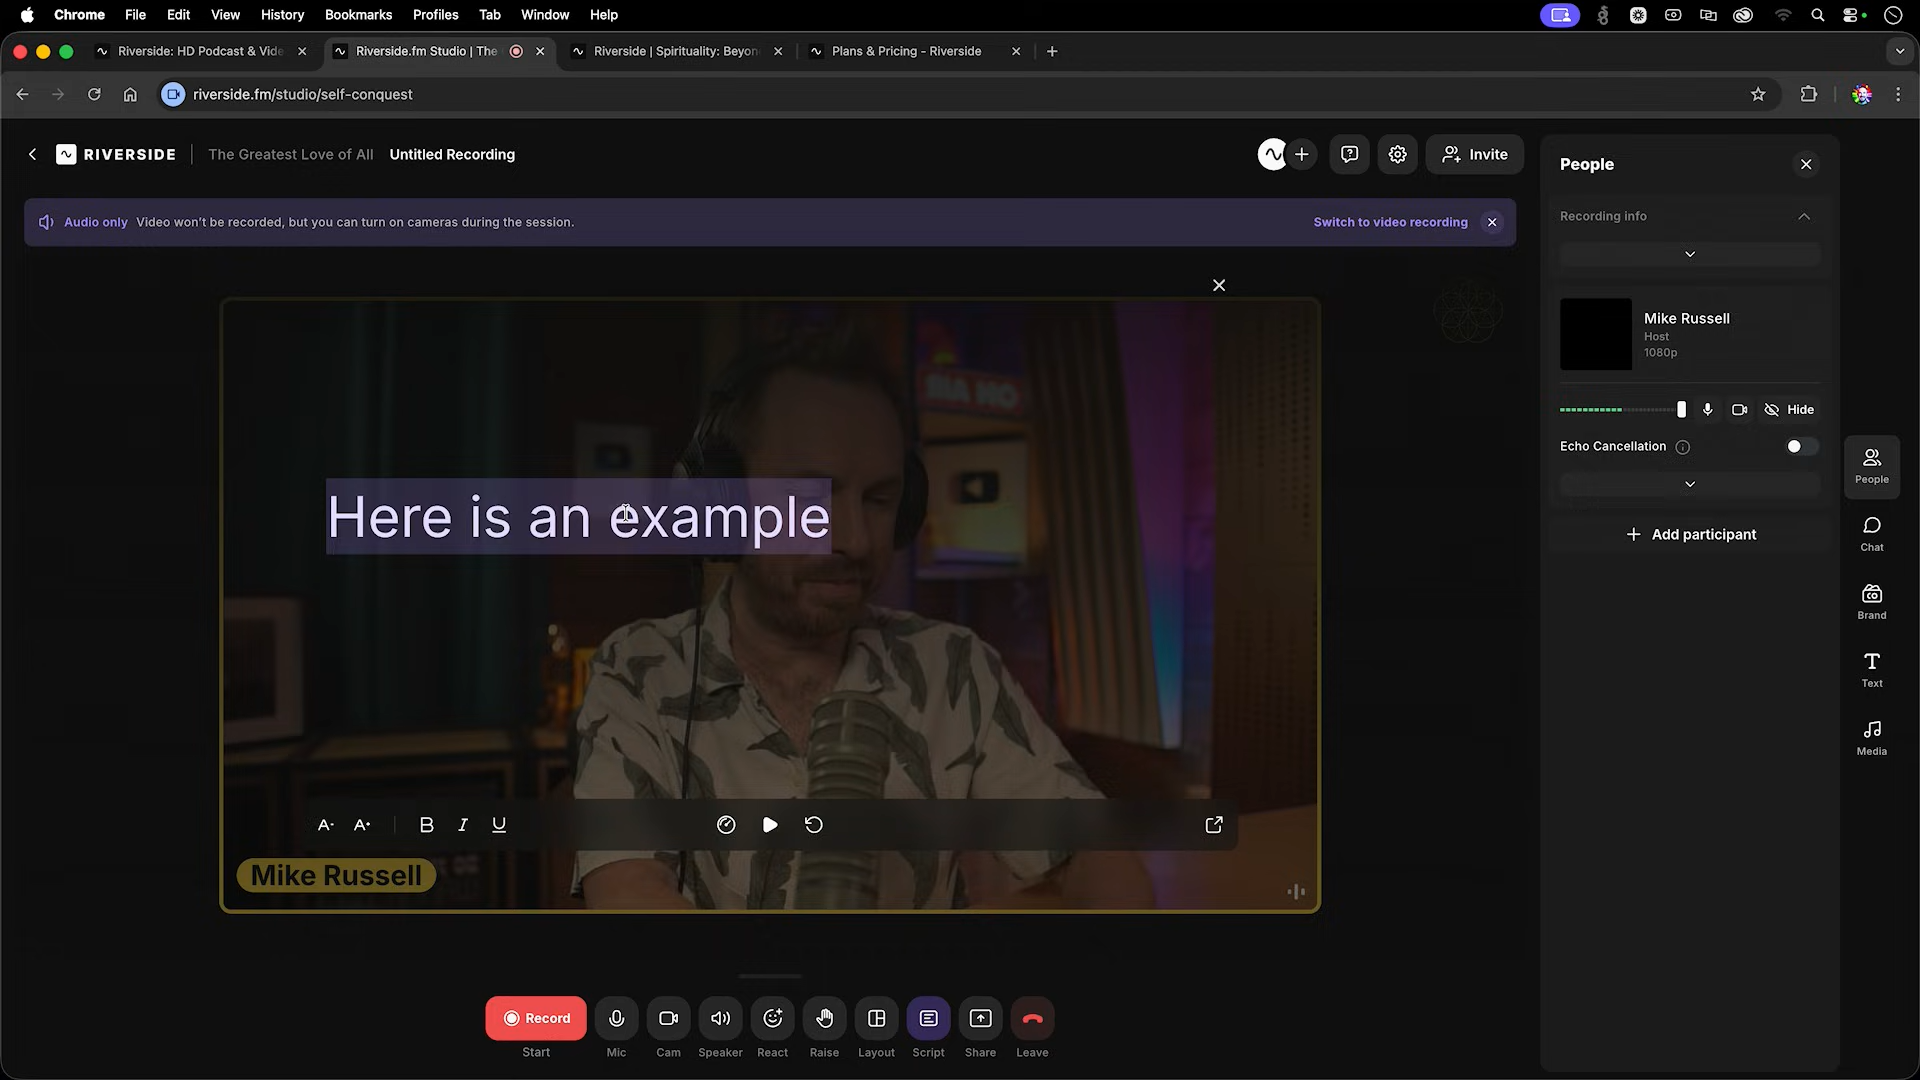 Chrome File Edit View History Bookmarks Profiles Tab Window Help
Riverside: HD Podcast & Vide
Riverside.fm Studio | The
Riverside | Spirituality: Beyon
Plans & Pricing - Riverside
riverside.fm/studio/self-conquest
RIVERSIDE The Greatest Love of All Untitled Recording
Invite
Audio only Video won't be recorded, but you can turn on cameras during the session.
Switch to video recording
People
Recording info
Mike Russell
Host
1080p
Hide
Echo Cancellation
Add participant
People
Chat
Brand
Text
Media
Here is an example
A- A+ B I U
Mike Russell
Record
Start Mic Cam Speaker React Raise Layout Script Share Leave